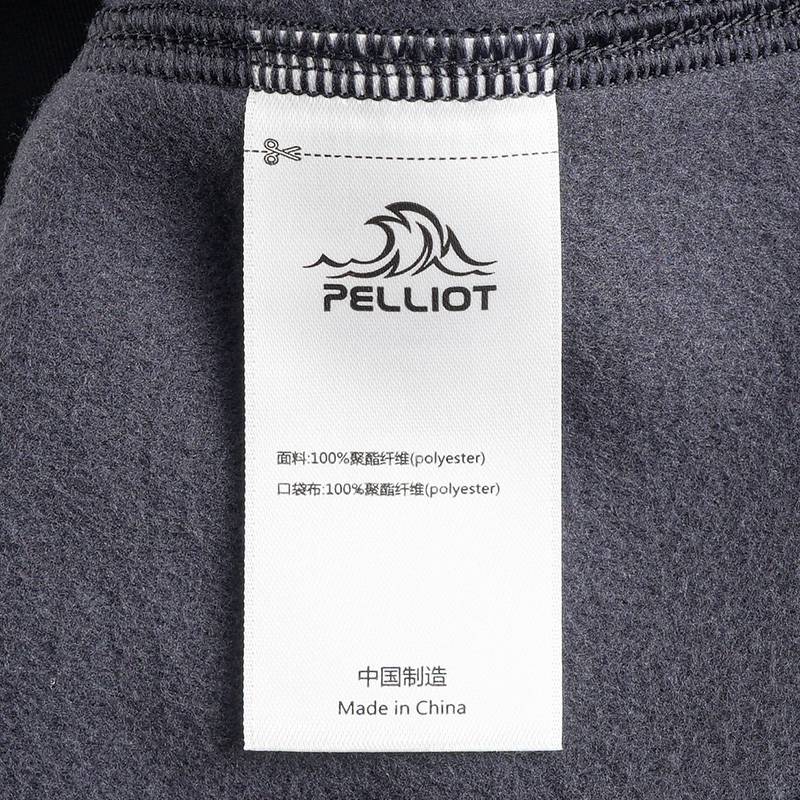 PELLIOT
面料:100%聚酯纤维(polyester)
口袋布:100%聚酯纤维(polyester)
中国制造
Made in China